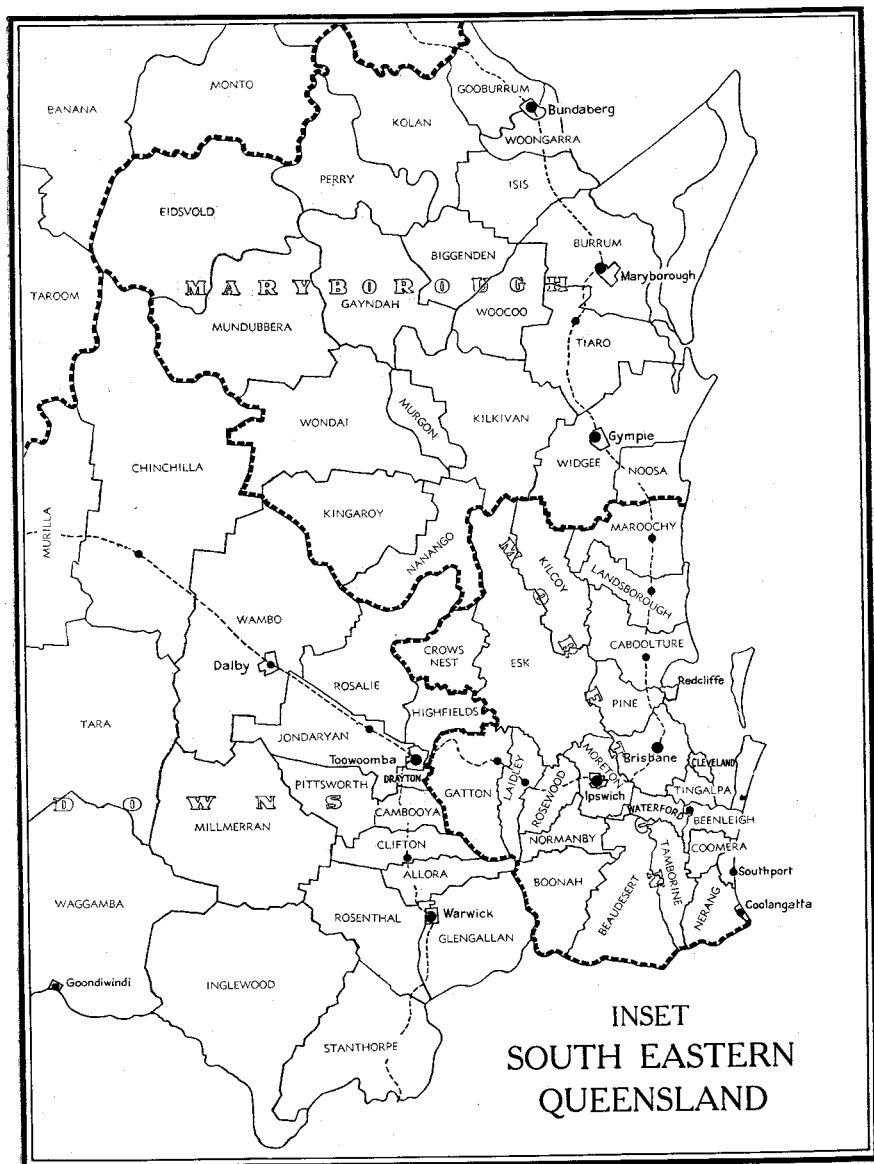 MONTO
BANANA
GOOBURRUM
Bundaberg
KOLAN
WOONGARRA
PERRY
ISIS
EIDSVOLD
BURRUM
BIGGENDEN
Maryborough
MARYBOROUGH
TAROOM
GAYNDAH
WOOCOO
MUNDUBBERA
TIARO
MURGON
WONDAI
KILKIVAN
Gympie
WIDGEE
NOOSA
CHINCHILLA
KINGAROY
MAROOCHY
MURILLA
NANANGO
KILCOY
LANDSBOROUGH
MORETON
WAMBO
CROWS
NEST
ESK
CABOOLTURE
Dalby
ROSALIE
Redcliffe
HIGHFIELDS
PINE
TARA
JONDARYAN
Toowoomba
Brisbane
DRAYTON
CLEVELAND
PITTSWORTH
GATTON
LAIDLEY
ROSEWOOD
MORETON
Ipswich
TINGALPA
DOWNS
CAMBOOYA
WATERFORD
BEENLEIGH
MILLMERRAN
CLIFTON
NORMANBY
COOMERA
ALLORA
BOONAH
BEAUDESERT
TAMBORINE
Southport
WAGGAMBA
ROSENTHAL
Warwick
NERANG
Coolangatta
GLENGALLAN
Goondiwindi
INGLEWOOD
STANTHORPE
INSET
SOUTH EASTERN
QUEENSLAND